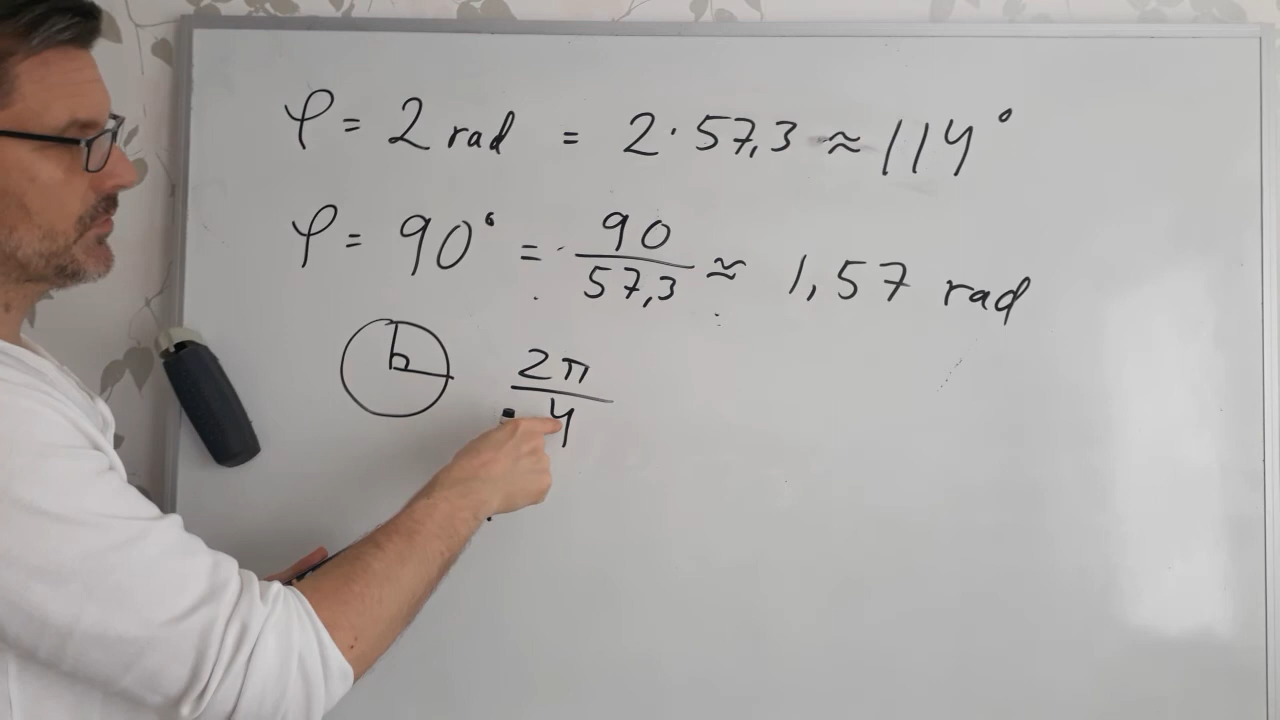 φ = 2 rad = 2·57,3 ≈ 114°
φ = 90° = 90/57,3 ≈ 1,57 rad
2π/4